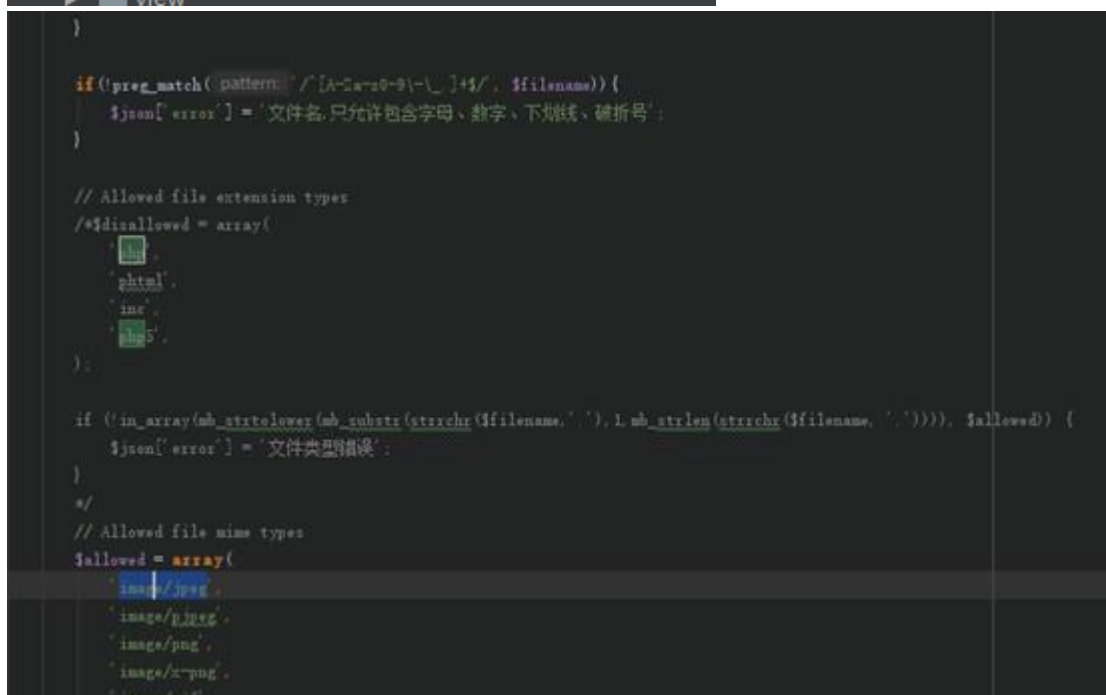 view
}
if(!preg_match( pattern: '/^[A-Za-z0-9\-\_ ]+$/', $filename)){
$json['error'] = '文件名,只允许包含字母、数字、下划线、破折号';
}
// Allowed file extension types
/*$disallowed = array(
'php',
'phtml',
'inc',
'php5',
);
if (!in_array(mb_strtolower(mb_substr(strrchr($filename,'.'),1,mb_strlen(strrchr($filename, '.')))), $allowed)) {
$json['error'] = '文件类型错误';
}
*/
// Allowed file mime types
$allowed = array(
'image/jpeg',
'image/pjpeg',
'image/png',
'image/x-png',